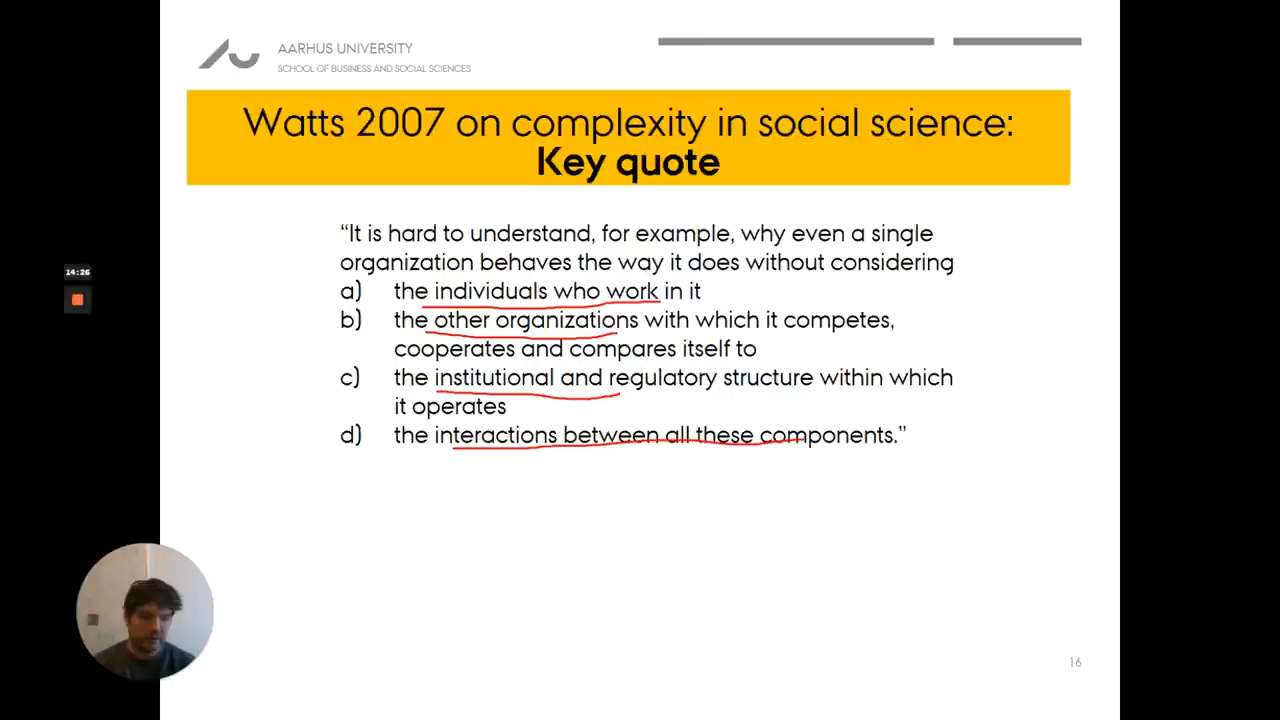 AARHUS UNIVERSITY
SCHOOL OF BUSINESS AND SOCIAL SCIENCES
Watts 2007 on complexity in social science:
Key quote
“It is hard to understand, for example, why even a single
organization behaves the way it does without considering
a) the individuals who work in it
b) the other organizations with which it competes,
cooperates and compares itself to
c) the institutional and regulatory structure within which
it operates
d) the interactions between all these components.”
14:26
16